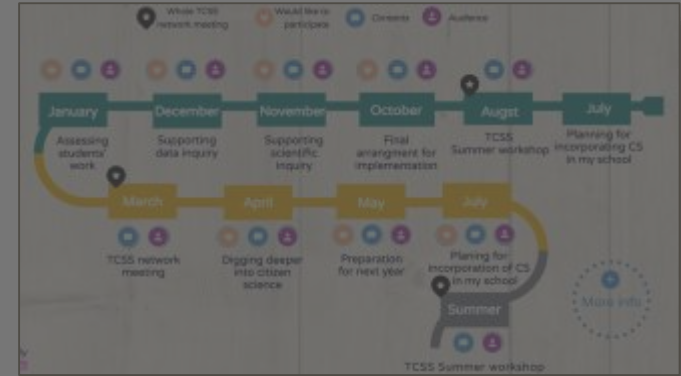 Whole TCSS
network meeting
Would like to
participate
Contents
Audience
January
December
November
October
Augst
July
Assessing
students'
work
Supporting
data inquiry
Supporting
scientific
inquiry
Final
arrangment for
implementation
TCSS
Summer workshop
Planning for
incorporating CS
in my school
March
April
May
July
TCSS network
meeting
Digging deeper
into citizen
science
Preparation
for next year
Planing for
incorporation of CS
in my school
More info
Summer
TCSS Summer workshop